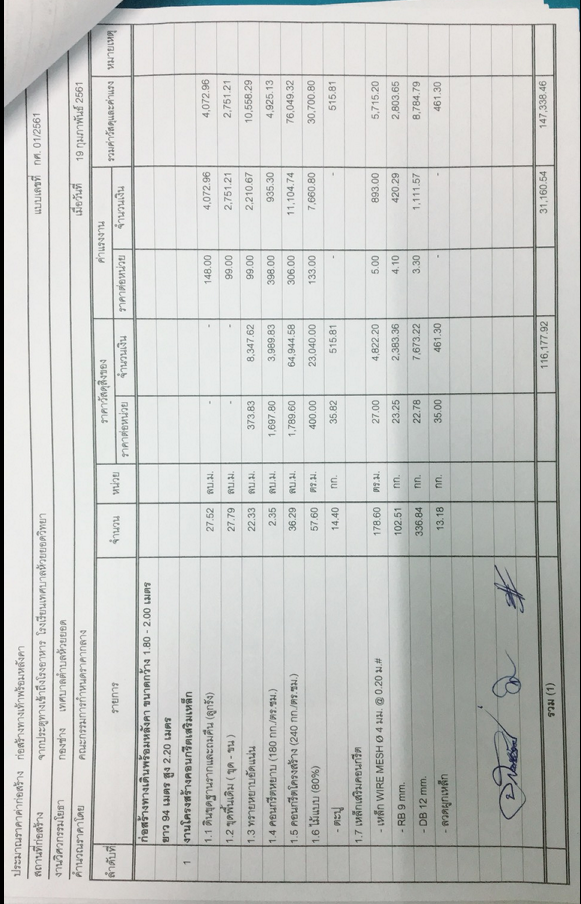 ประมาณราคาค่าก่อสร้าง ก่อสร้างทางเท้าพร้อมหลังคา
สถานที่ก่อสร้าง จากประตูทางเข้าถึงโรงอาหาร โรงเรียนเทศบาลห้วยยอดวิทยา แบบเลขที่ กศ. 01/2561
งานวิศวกรรมโยธา กองช่าง เทศบาลตำบลห้วยยอด
คำนวณราคาโดย คณะกรรมการกำหนดราคากลาง เมื่อวันที่ 19 กุมภาพันธ์ 2561
ลำดับที่ รายการ จำนวน หน่วย ราคาวัสดุสิ่งของ ค่าแรงงาน รวมค่าวัสดุและค่าแรง หมายเหตุ
ราคาต่อหน่วย จำนวนเงิน ราคาต่อหน่วย จำนวนเงิน
ก่อสร้างทางเดินพร้อมหลังคา ขนาดกว้าง 1.80 - 2.00 เมตร
ยาว 94 เมตร สูง 2.20 เมตร
1 งานโครงสร้างคอนกรีตเสริมเหล็ก
1.1 ดินขุดฐานรากและถมคืน (ลูกรัง) 27.52 ลบ.ม. - - 148.00 4,072.96 4,072.96
1.2 ขุดพื้นเดิม ( ขุด - ขน ) 27.79 ลบ.ม. - - 99.00 2,751.21 2,751.21
1.3 ทรายหยาบอัดแน่น 22.33 ลบ.ม. 373.83 8,347.62 99.00 2,210.67 10,558.29
1.4 คอนกรีตหยาบ (180 กก./ตร.ซม.) 2.35 ลบ.ม. 1,697.80 3,989.83 398.00 935.30 4,925.13
1.5 คอนกรีตโครงสร้าง (240 กก./ตร.ซม.) 36.29 ลบ.ม. 1,789.60 64,944.58 306.00 11,104.74 76,049.32
1.6 ไม้แบบ (80%) 57.60 ตร.ม. 400.00 23,040.00 133.00 7,660.80 30,700.80
- ตะปู 14.40 กก. 35.82 515.81 - - 515.81
1.7 เหล็กเสริมคอนกรีต
- เหล็ก WIRE MESH Ø 4 มม. @ 0.20 ม.# 178.60 ตร.ม. 27.00 4,822.20 5.00 893.00 5,715.20
- RB 9 mm. 102.51 กก. 23.25 2,383.36 4.10 420.29 2,803.65
- DB 12 mm. 336.84 กก. 22.78 7,673.22 3.30 1,111.57 8,784.79
- ลวดผูกเหล็ก 13.18 กก. 35.00 461.30 - - 461.30
รวม (1) 116,177.92 31,160.54 147,338.46